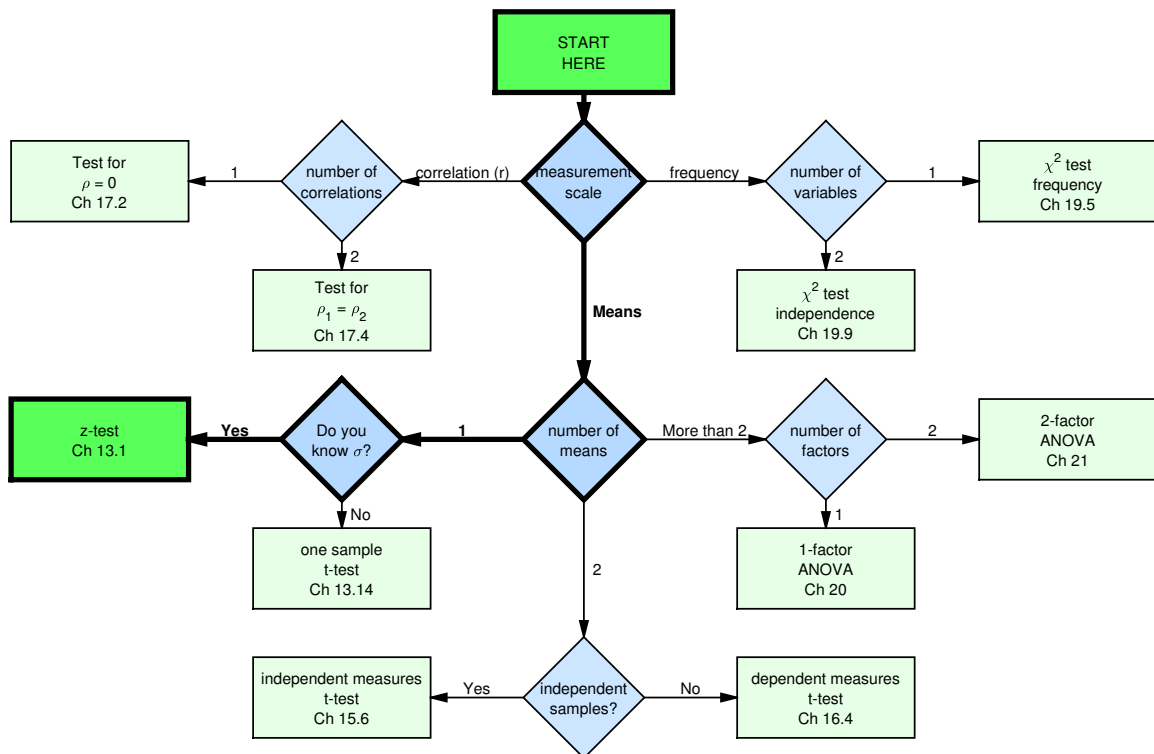 START
HERE
Test for
ρ = 0
Ch 17.2
1
number of
correlations
correlation (r)
measurement
scale
frequency
number of
variables
1
χ² test
frequency
Ch 19.5
2
Test for
ρ₁ = ρ₂
Ch 17.4
2
χ² test
independence
Ch 19.9
Means
z-test
Ch 13.1
Yes
Do you
know σ?
1
number of
means
More than 2
number of
factors
2
2-factor
ANOVA
Ch 21
No
one sample
t-test
Ch 13.14
2
1
1-factor
ANOVA
Ch 20
independent measures
t-test
Ch 15.6
Yes
independent
samples?
No
dependent measures
t-test
Ch 16.4